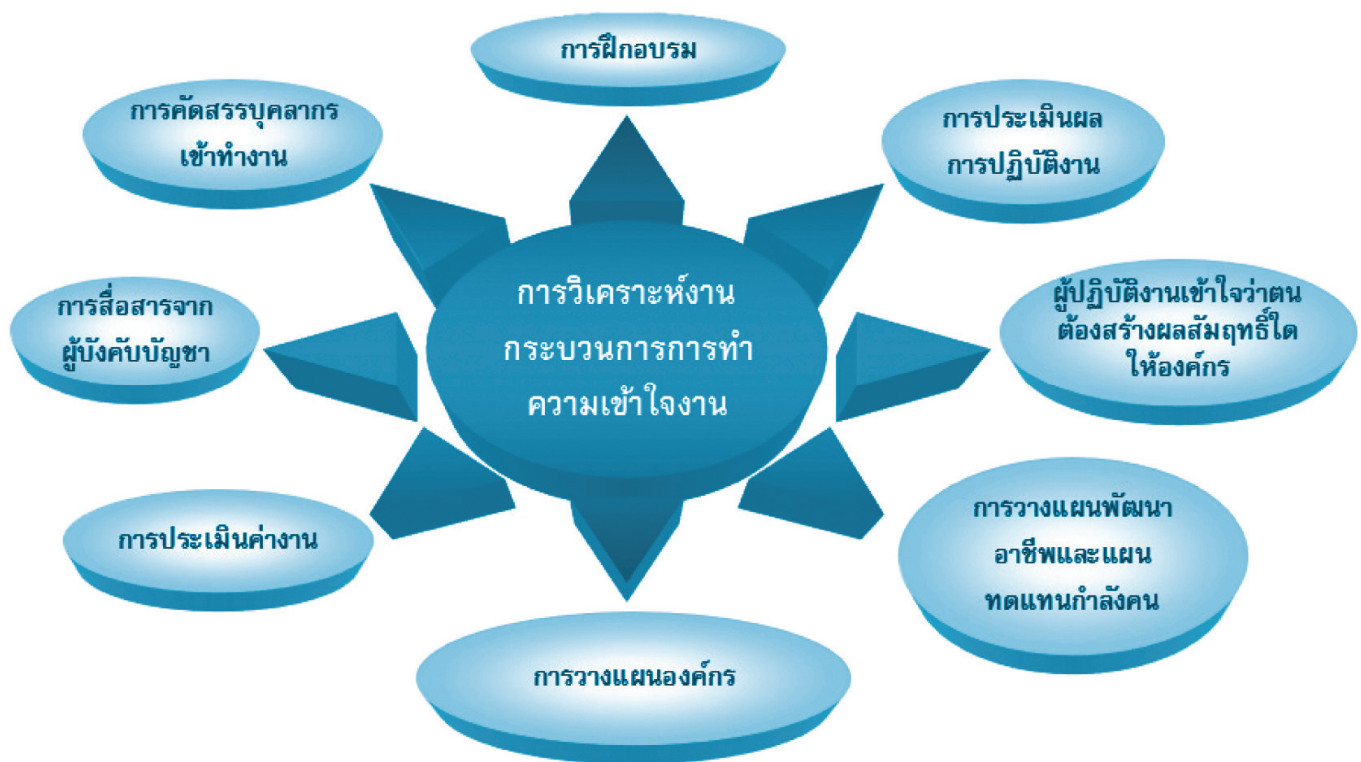 การฝึกอบรม
การคัดสรรบุคลากร
เข้าทำงาน
การประเมินผล
การปฏิบัติงาน
การสื่อสารจาก
ผู้บังคับบัญชา
การวิเคราะห์งาน
กระบวนการการทำ
ความเข้าใจงาน
ผู้ปฏิบัติงานเข้าใจว่าตน
ต้องสร้างผลสัมฤทธิ์ใด
ให้องค์กร
การประเมินค่างาน
การวางแผนพัฒนา
อาชีพและแผน
ทดแทนกำลังคน
การวางแผนองค์กร